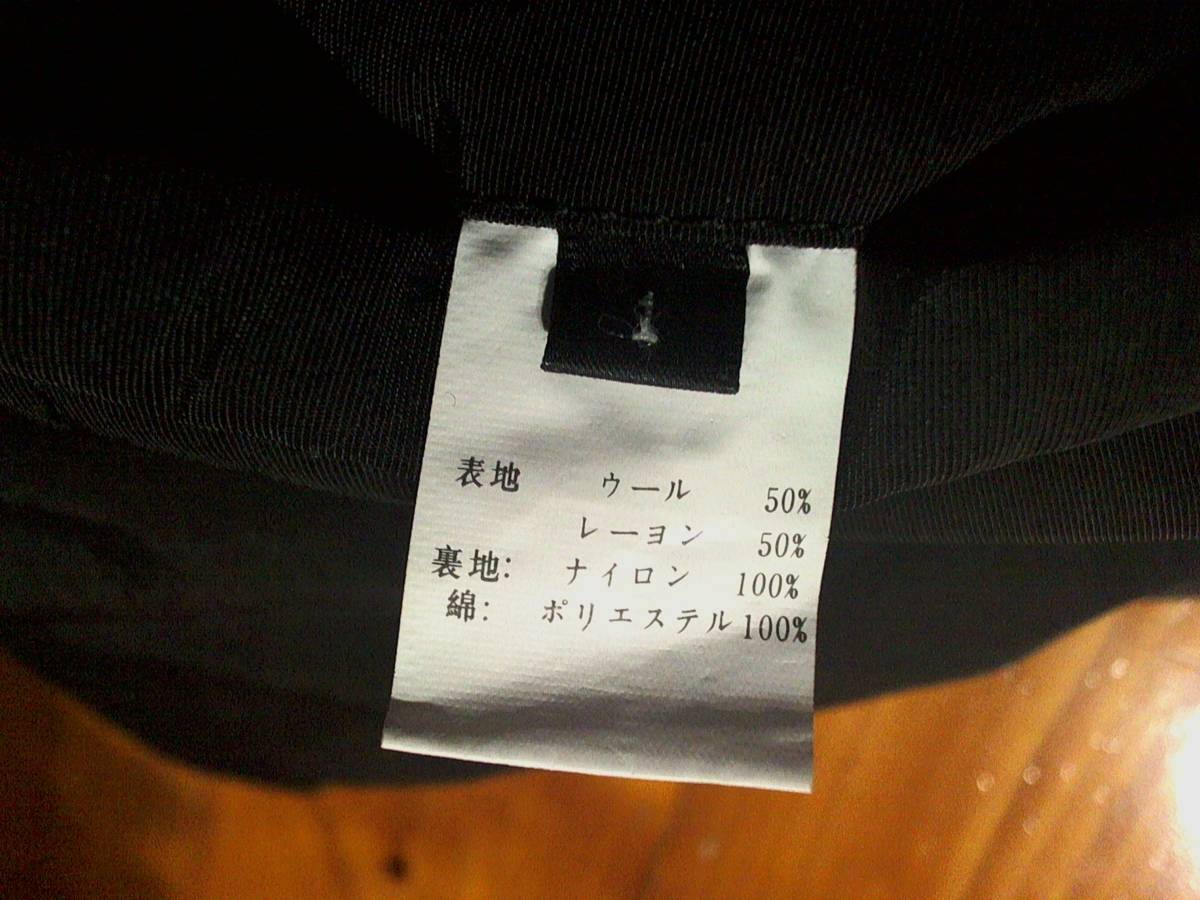 1
表地 ウール 50%
レーヨン 50%
裏地: ナイロン 100%
綿: ポリエステル 100%